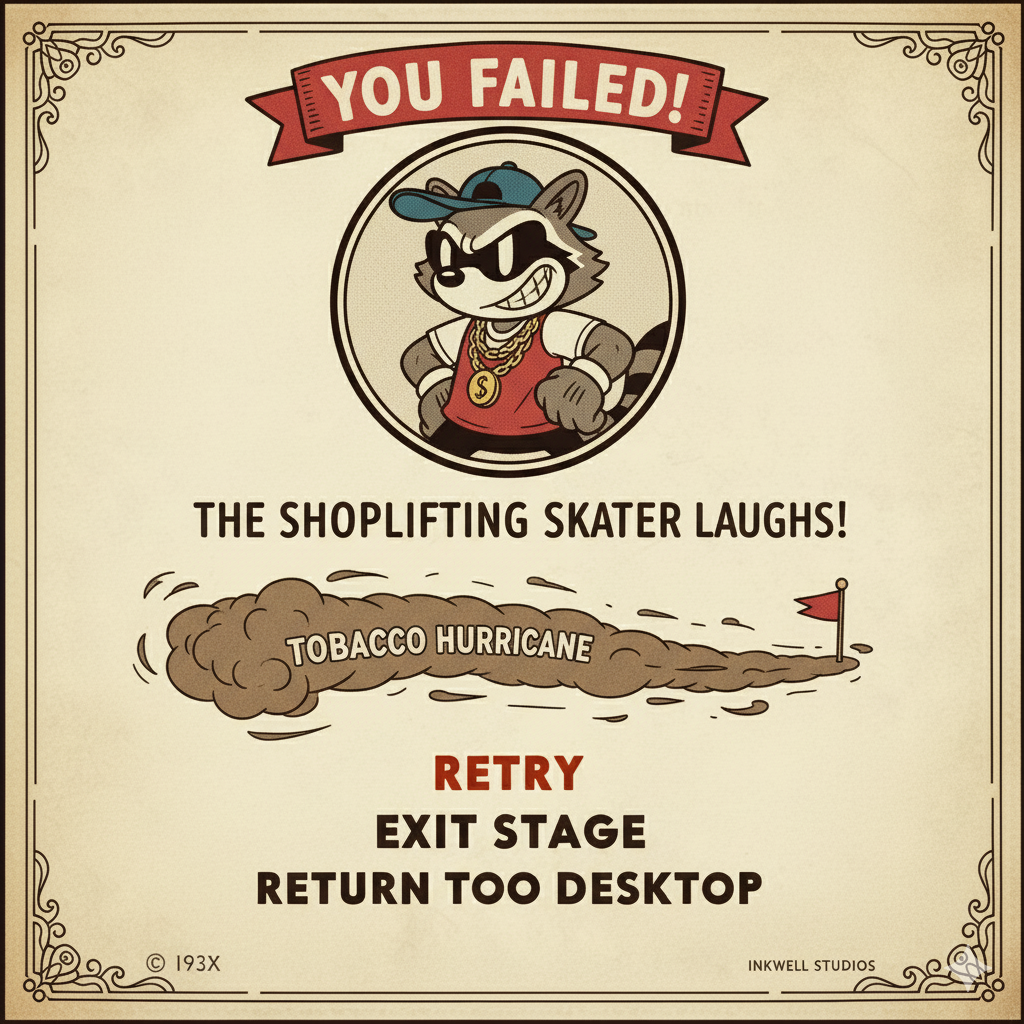 YOU FAILED!
$
THE SHOPLIFTING SKATER LAUGHS!
TOBACCO HURRICANE
RETRY
EXIT STAGE
RETURN TOO DESKTOP
© 193X
INKWELL STUDIOS